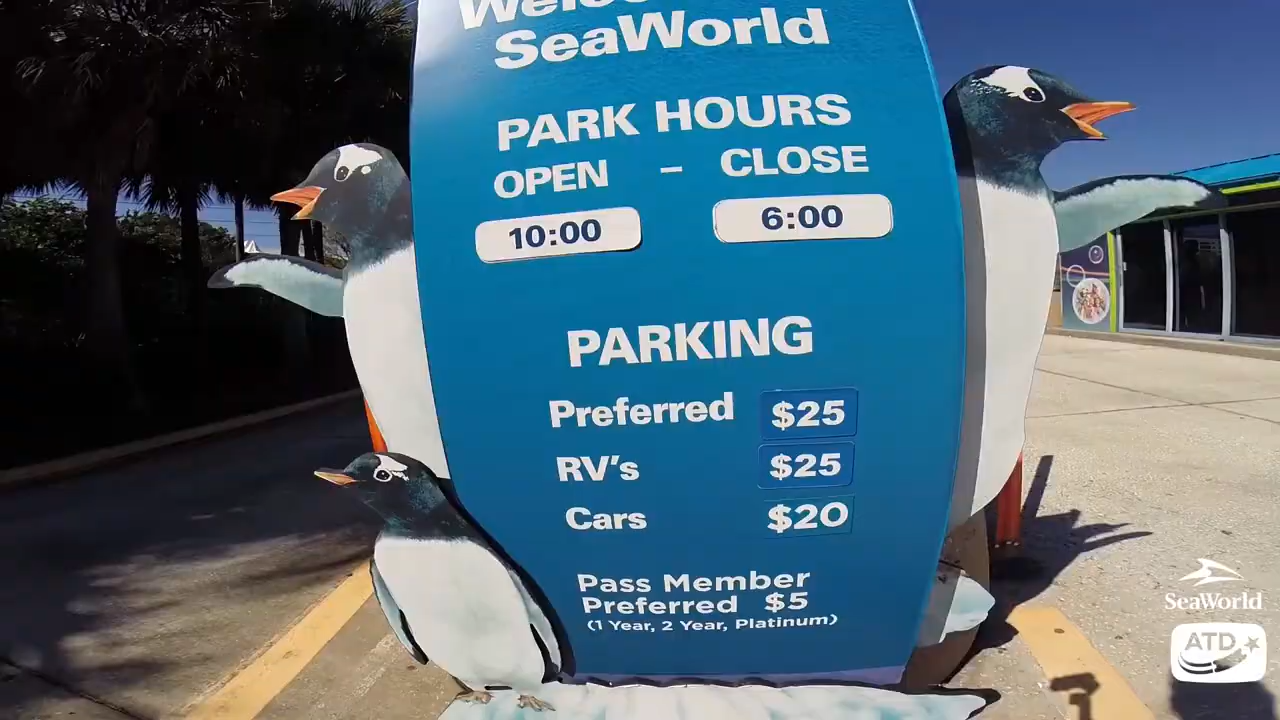 SeaWorld
PARK HOURS
OPEN – CLOSE
10:00 6:00
PARKING
Preferred $25
RV's $25
Cars $20
Pass Member
Preferred $5
(1 Year, 2 Year, Platinum)
SeaWorld
ATD